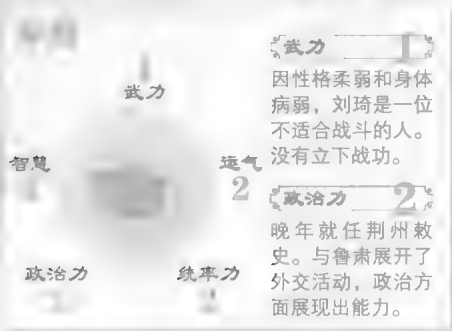 武力
智慧
运气
2
政治力
统率力
2
武力 1
因性格柔弱和身体
病弱，刘琦是一位
不适合战斗的人。
没有立下战功。
政治力 2
晚年就任荆州敕
史。与鲁肃展开了
外交活动，政治方
面展现出能力。